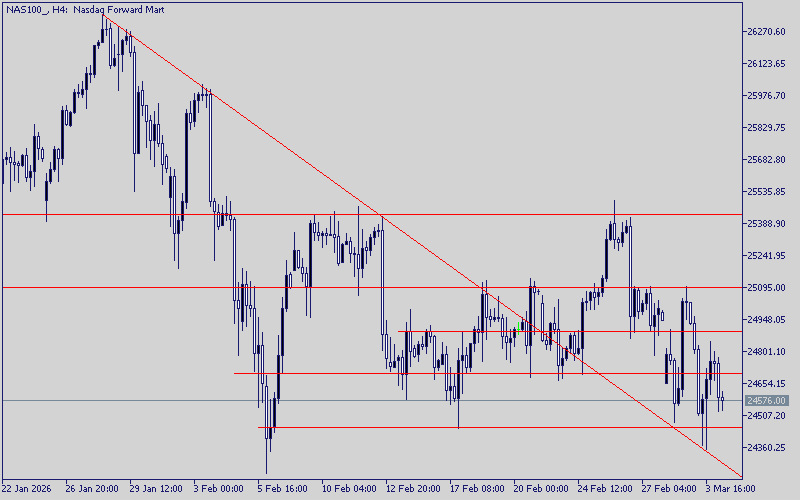 NAS100_, H4:  Nasdaq Forward Mart
26270.60
26123.65
25976.70
25829.75
25682.80
25535.85
25388.90
25241.95
25095.00
24948.05
24801.10
24654.15
24576.00
24507.20
24360.25
22 Jan 2026
26 Jan 20:00
29 Jan 12:00
3 Feb 00:00
5 Feb 16:00
10 Feb 04:00
12 Feb 20:00
17 Feb 08:00
20 Feb 00:00
24 Feb 12:00
27 Feb 04:00
3 Mar 16:00